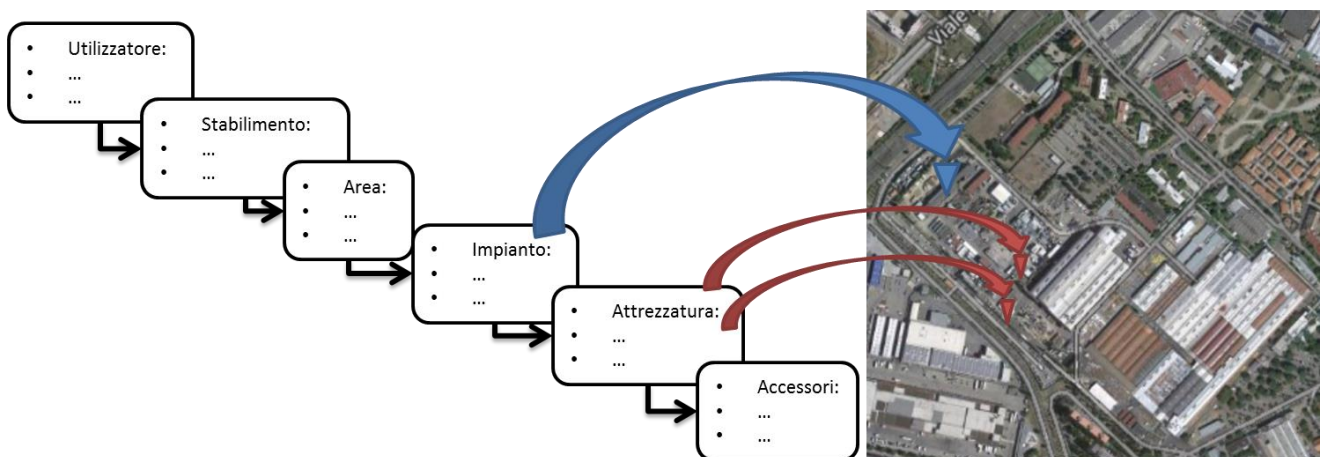 • Utilizzatore:
• ...
• ...
• Stabilimento:
• ...
• ...
• Area:
• ...
• ...
• Impianto:
• ...
• ...
• Attrezzatura:
• ...
• ...
• Accessori:
• ...
• ...
Viale